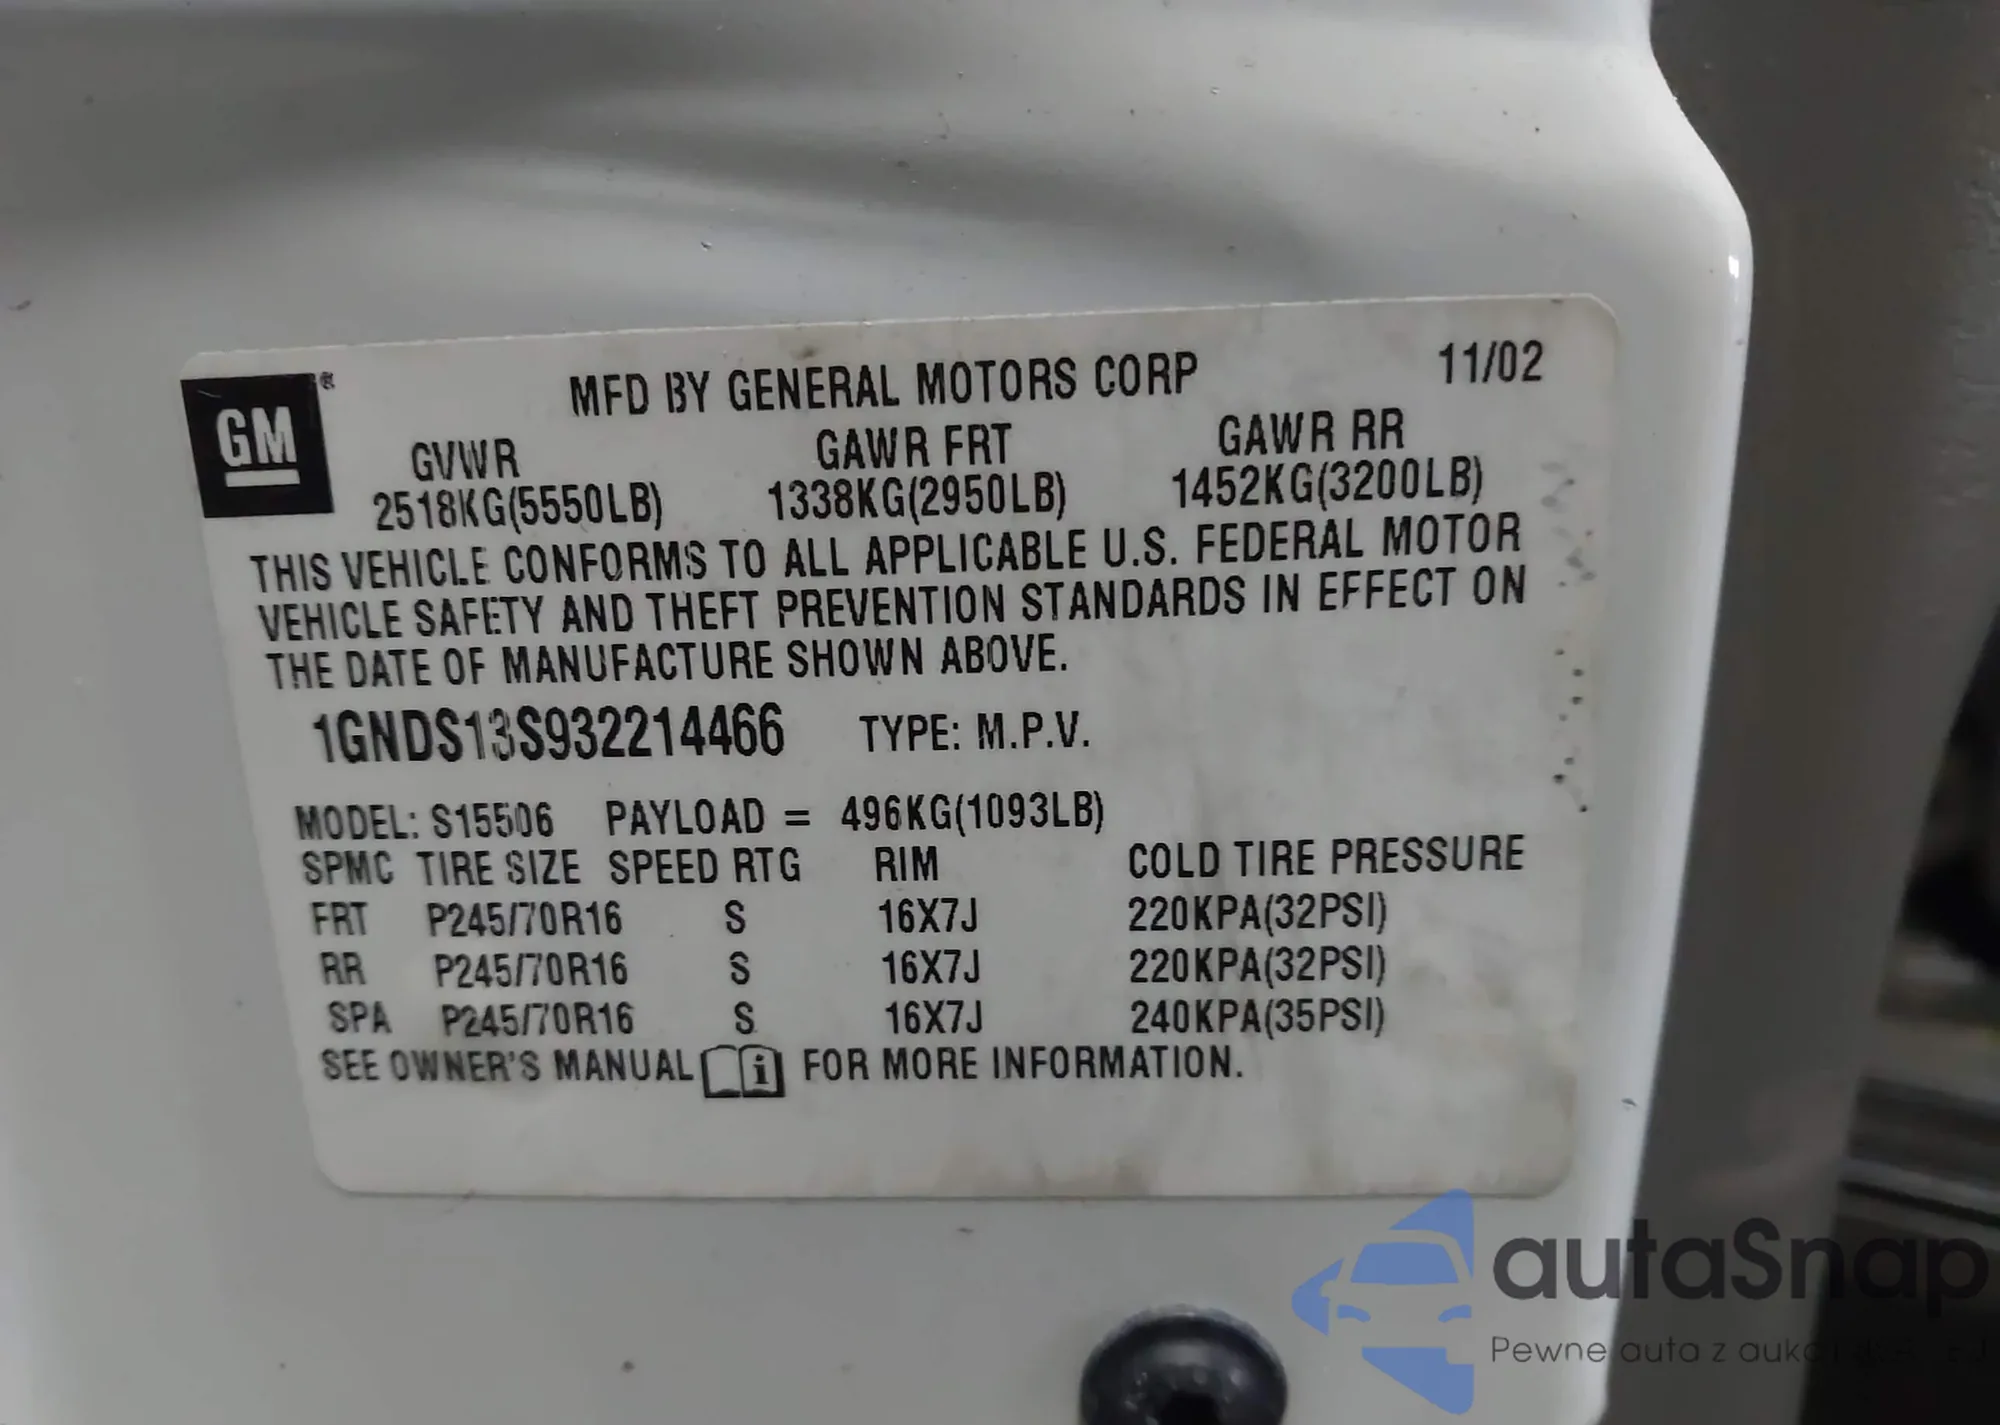 GM®
MFD BY GENERAL MOTORS CORP 11/02
GVWR GAWR FRT GAWR RR
2518KG(5550LB) 1338KG(2950LB) 1452KG(3200LB)
THIS VEHICLE CONFORMS TO ALL APPLICABLE U.S. FEDERAL MOTOR
VEHICLE SAFETY AND THEFT PREVENTION STANDARDS IN EFFECT ON
THE DATE OF MANUFACTURE SHOWN ABOVE.
1GNDS13S932214466 TYPE: M.P.V.
MODEL: S15506 PAYLOAD = 496KG(1093LB)
SPMC TIRE SIZE SPEED RTG RIM COLD TIRE PRESSURE
FRT P245/70R16 S 16X7J 220KPA(32PSI)
RR P245/70R16 S 16X7J 220KPA(32PSI)
SPA P245/70R16 S 16X7J 240KPA(35PSI)
SEE OWNER'S MANUAL i FOR MORE INFORMATION.
autaSnap
Pewne auta z